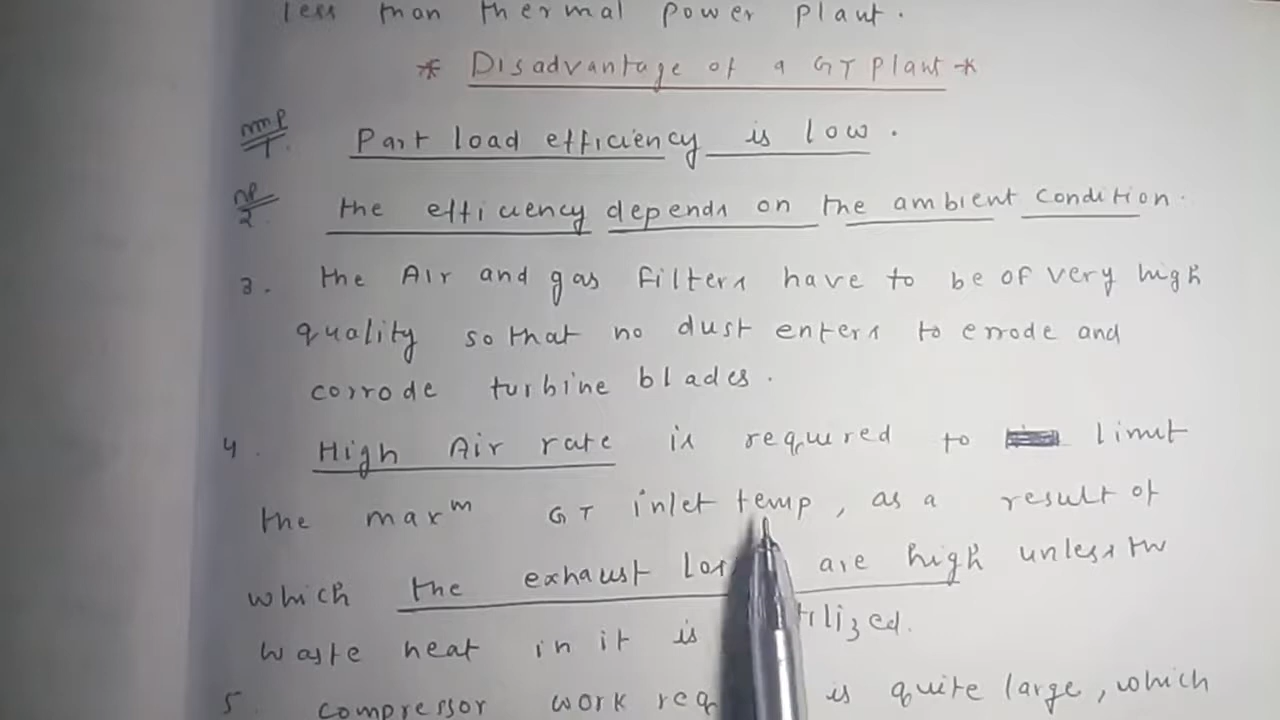 less than thermal power plant.
* Disadvantage of a GT Plant *
1. Part load efficiency is low.
2. the efficiency depends on the ambient condition.
3. the Air and gas filters have to be of very high
quality so that no dust enters to errode and
corrode turbine blades.
4. High Air rate is required to limit
the maxm GT inlet temp, as a result of
which the exhaust are high unless
waste heat in it is
5 compressor work is quite large, which